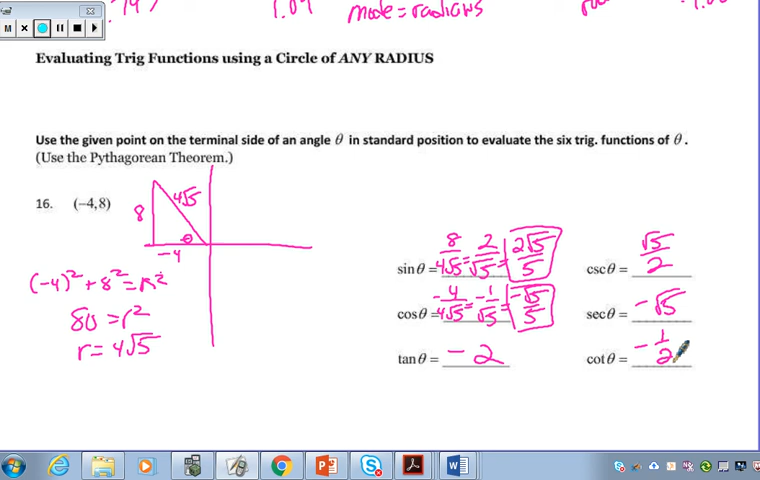 1.04 mode = radians
M
Evaluating Trig Functions using a Circle of ANY RADIUS
Use the given point on the terminal side of an angle θ in standard position to evaluate the six trig. functions of θ.
(Use the Pythagorean Theorem.)
16. (−4,8)
8
4√5
θ
−4
(−4)² + 8² = r²
80 = r²
r = 4√5
sin θ = 8/4√5 = 2/√5 = 2√5/5
csc θ = √5/2
cos θ = −4/4√5 = −1/√5 = −√5/5
sec θ = −√5
tan θ = −2
cot θ = −1/2